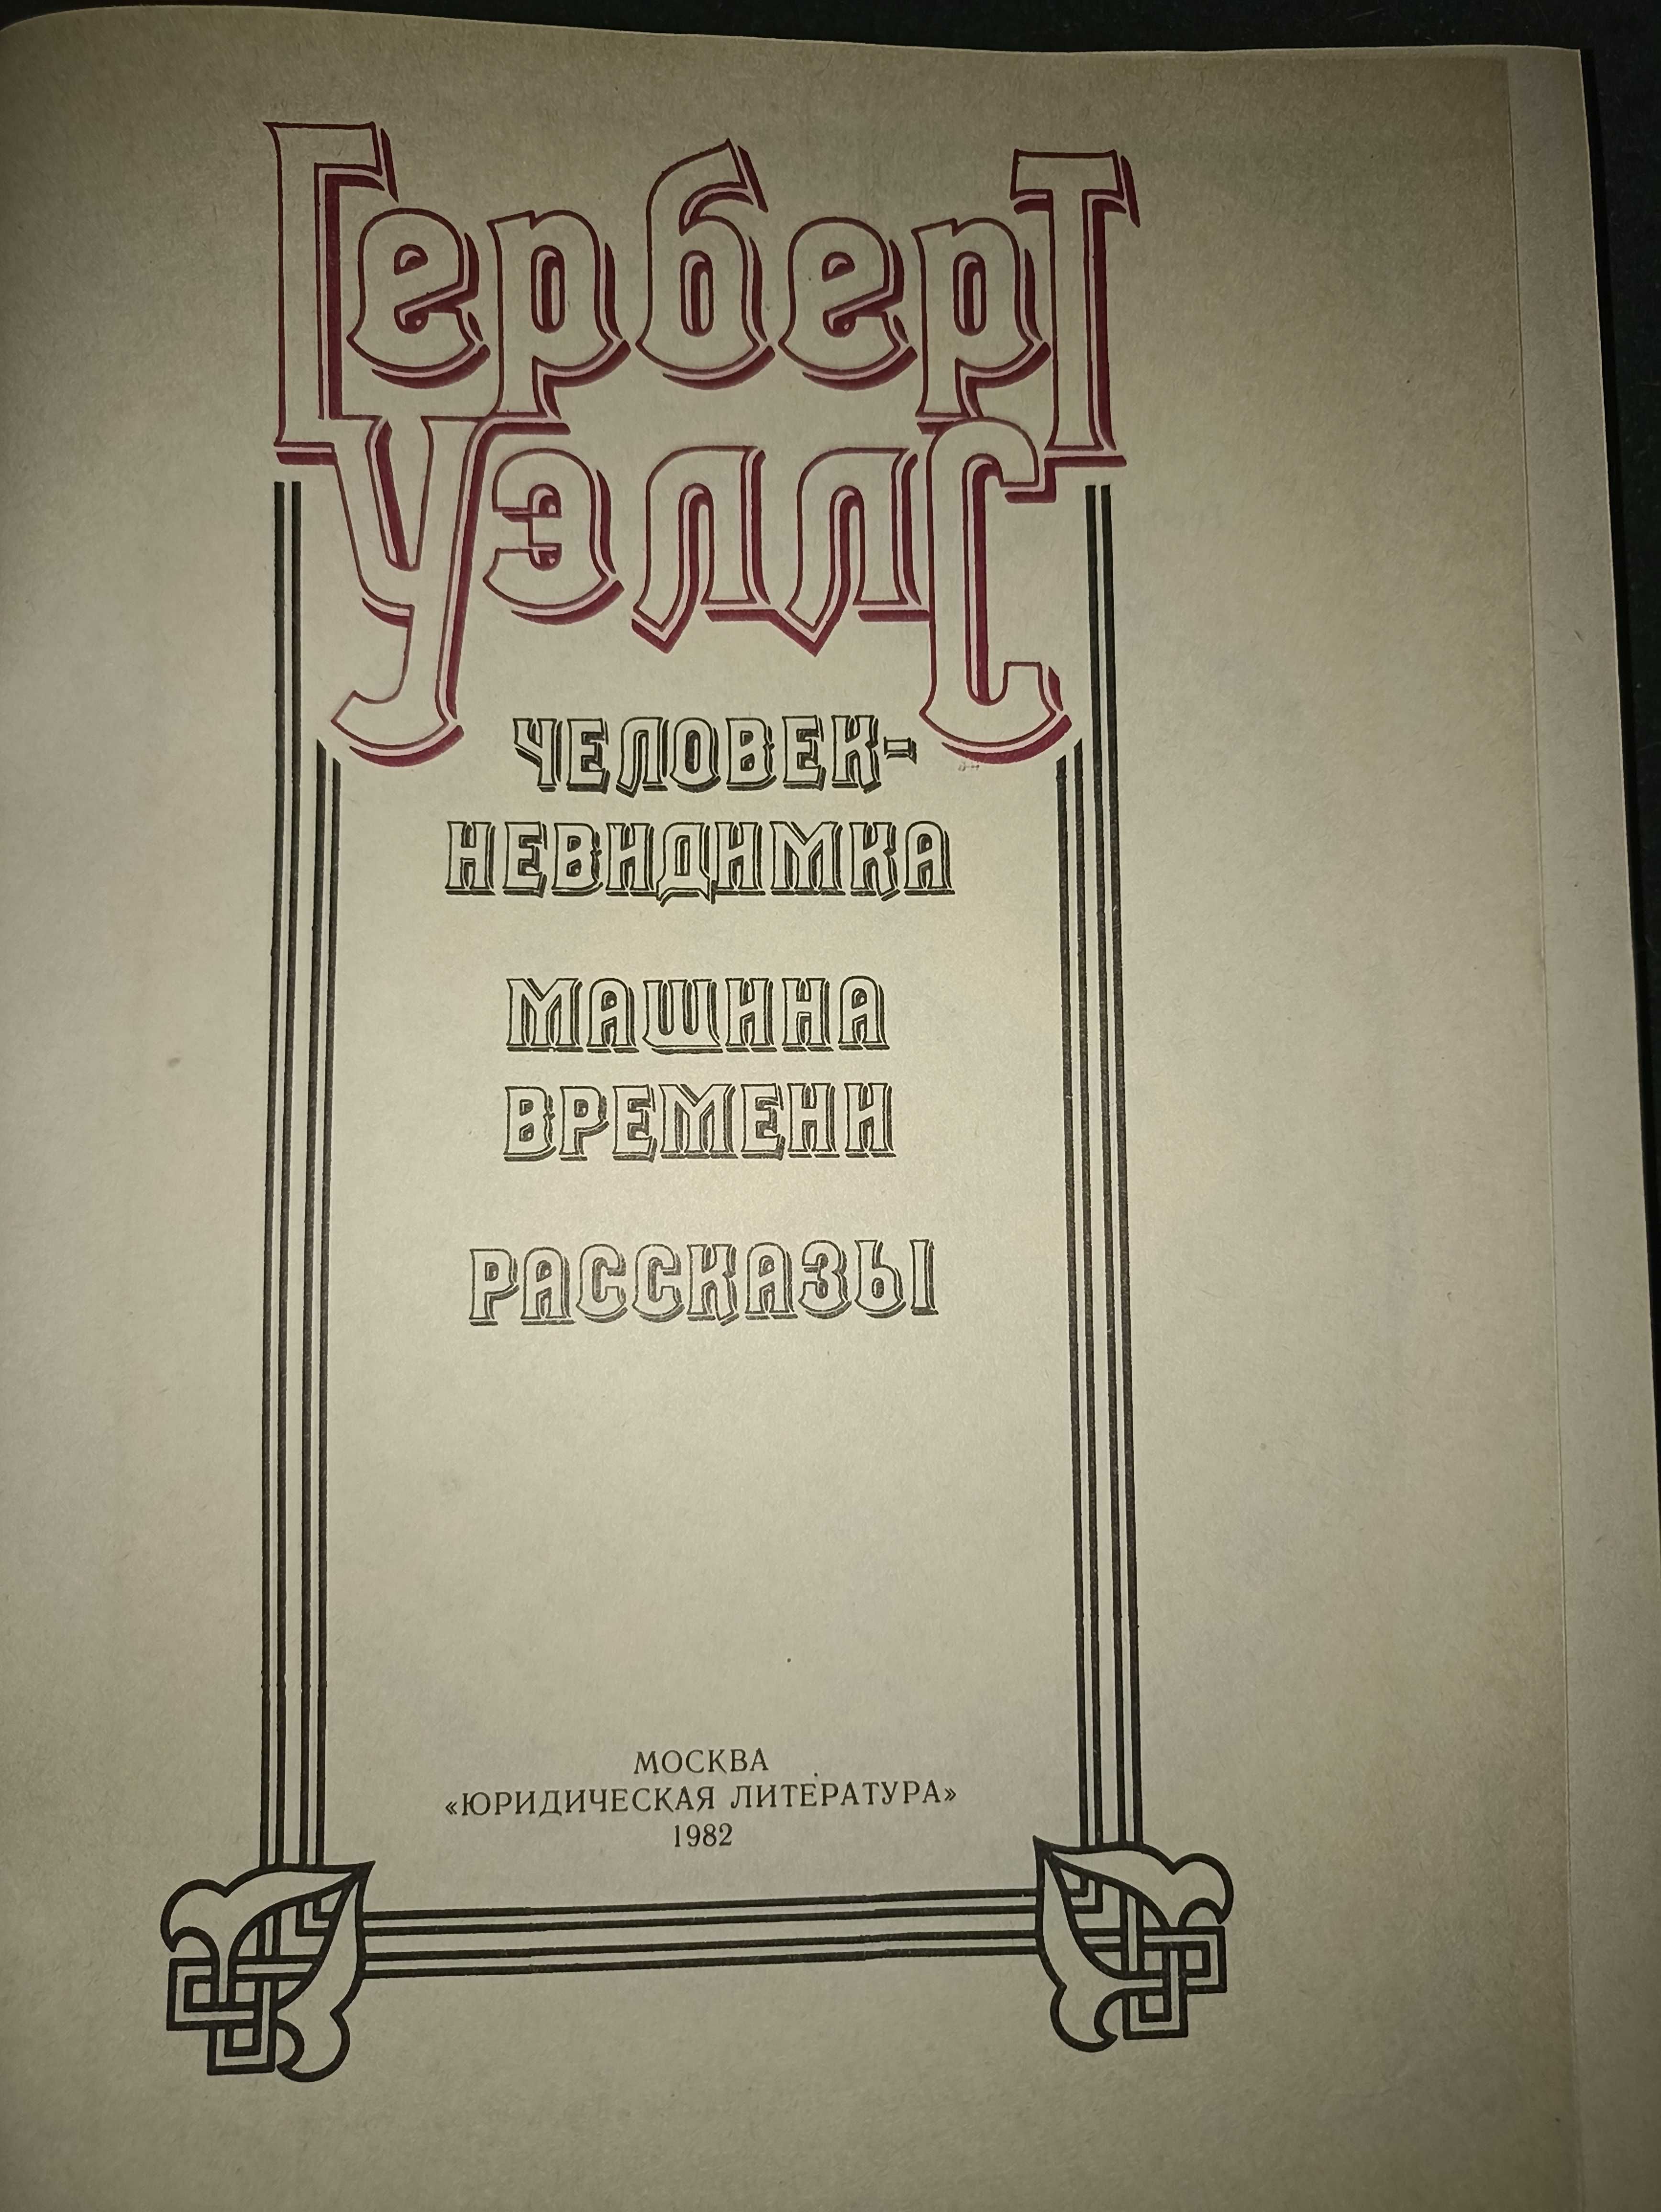 Герберт
Уэллс
ЧЕЛОВЕК-
НЕВИДИМКА
МАШИНА
ВРЕМЕНИ
РАССКАЗЫ
МОСКВА
«ЮРИДИЧЕСКАЯ ЛИТЕРАТУРА»
1982